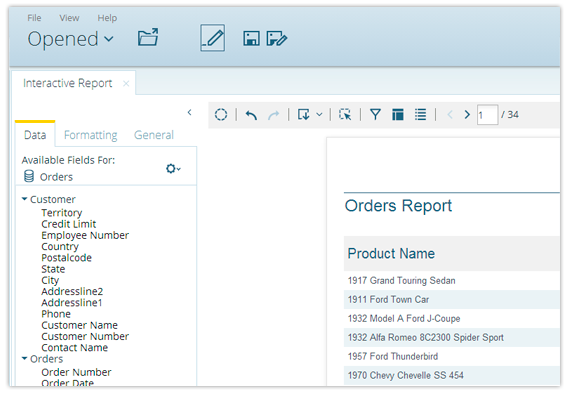 File View Help
Opened
Interactive Report ×
1 / 34
Data Formatting General
Available Fields For:
Orders
Customer
Territory
Credit Limit
Employee Number
Country
Postalcode
State
City
Addressline2
Addressline1
Phone
Customer Name
Customer Number
Contact Name
Orders
Order Number
Order Date
Orders Report
Product Name
1917 Grand Touring Sedan
1911 Ford Town Car
1932 Model A Ford J-Coupe
1932 Alfa Romeo 8C2300 Spider Sport
1957 Ford Thunderbird
1970 Chevy Chevelle SS 454